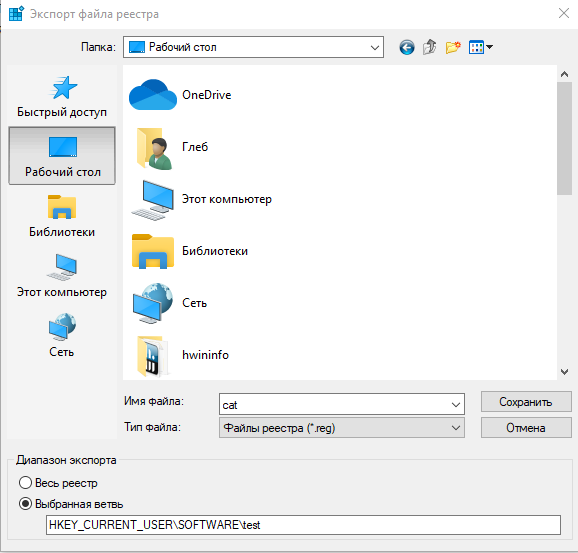 Экспорт файла реестра
Папка:
Рабочий стол
Быстрый доступ
Рабочий стол
Библиотеки
Этот компьютер
Сеть
OneDrive
Глеб
Этот компьютер
Библиотеки
Сеть
hwininfo
Имя файла:
cat
Сохранить
Тип файла:
Файлы реестра (*.reg)
Отмена
Диапазон экспорта
Весь реестр
Выбранная ветвь
HKEY_CURRENT_USER\SOFTWARE\test